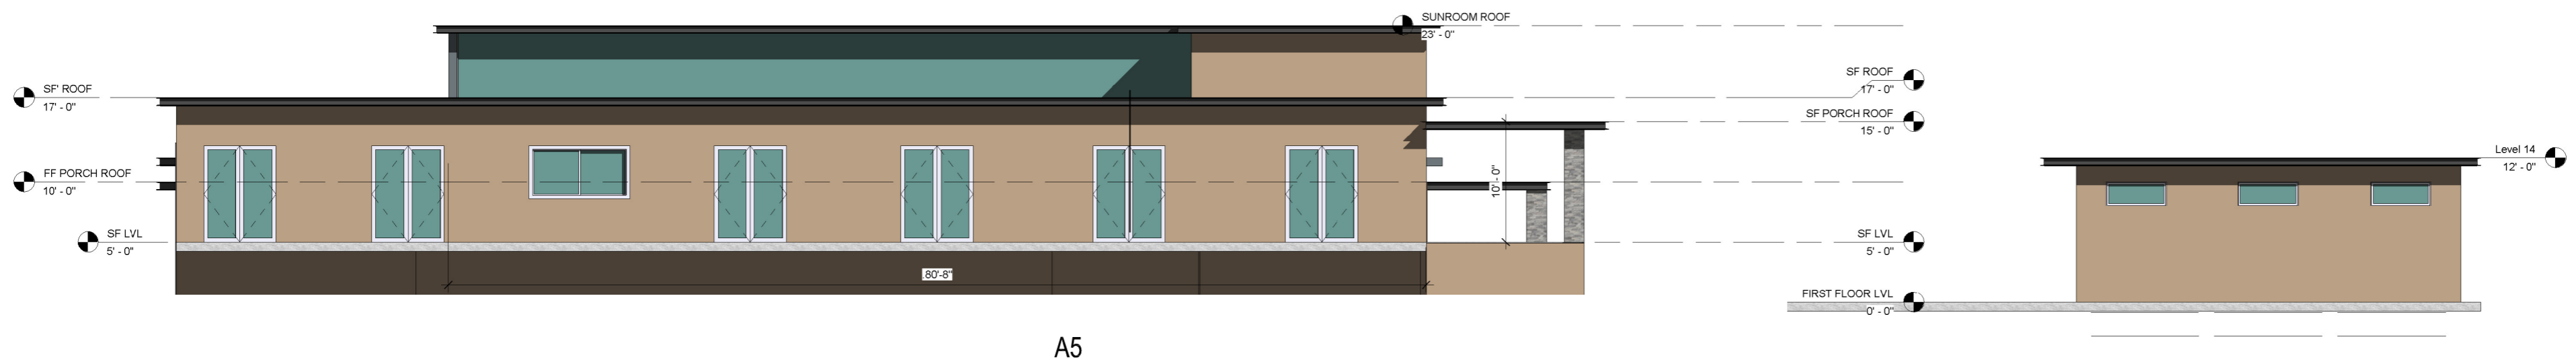 SUNROOM ROOF
23' - 0"
SF' ROOF
17' - 0"
SF ROOF
17' - 0"
SF PORCH ROOF
15' - 0"
Level 14
12' - 0"
FF PORCH ROOF
10' - 0"
10' - 0"
SF LVL
5' - 0"
SF LVL
5' - 0"
80'-8"
FIRST FLOOR LVL
0' - 0"
A5